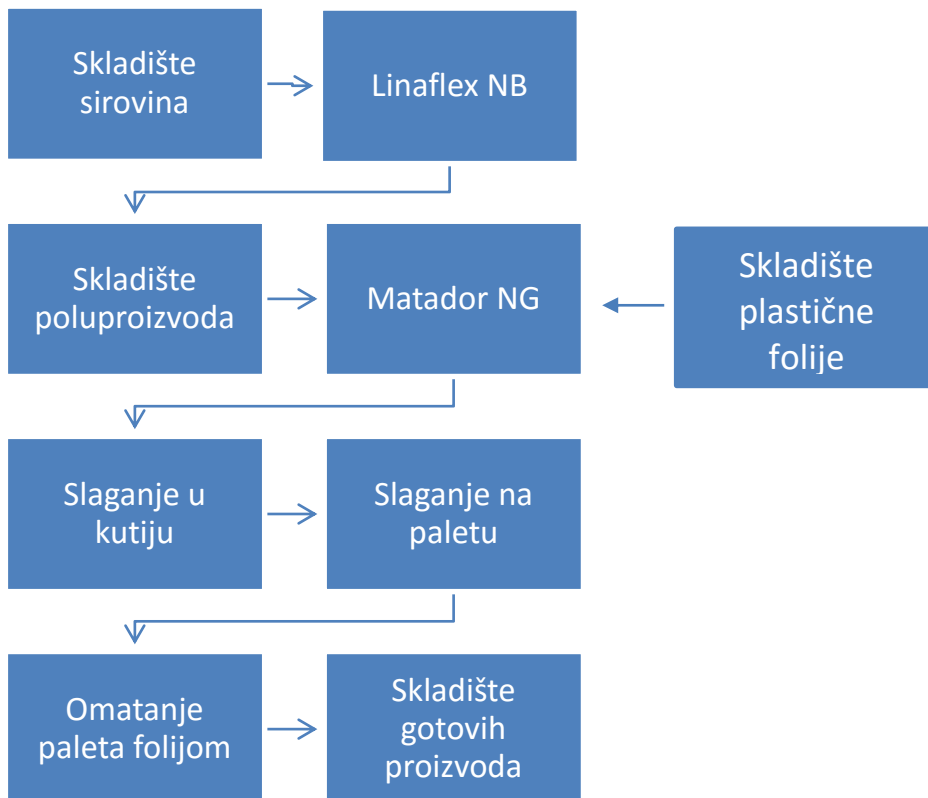 Skladište
sirovina
Linaflex NB
Skladište
poluproizvoda
Matador NG
Skladište
plastične
folije
Slaganje u
kutiju
Slaganje na
paletu
Omatanje
paleta folijom
Skladište
gotovih
proizvoda